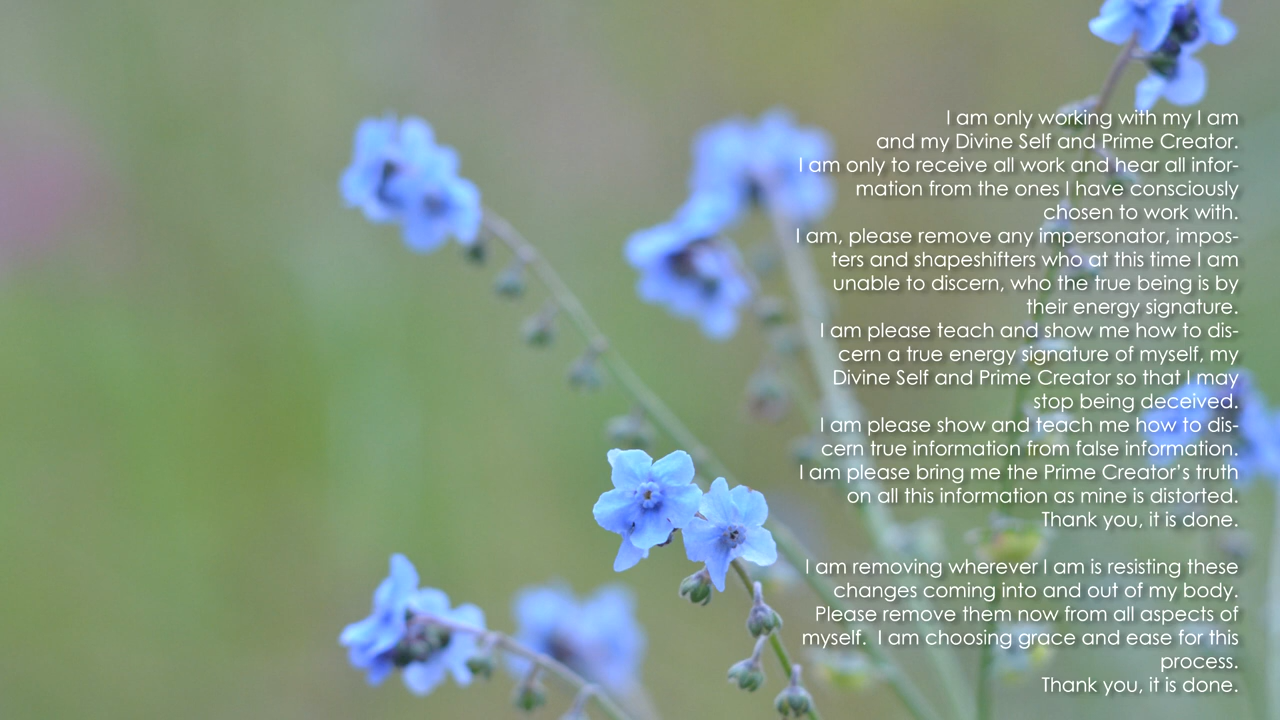 I am only working with my I am
and my Divine Self and Prime Creator.
I am only to receive all work and hear all infor-
mation from the ones I have consciously
chosen to work with.
I am, please remove any impersonator, impos-
ters and shapeshifters who at this time I am
unable to discern, who the true being is by
their energy signature.
I am please teach and show me how to dis-
cern a true energy signature of myself, my
Divine Self and Prime Creator so that I may
stop being deceived.
I am please show and teach me how to dis-
cern true information from false information.
I am please bring me the Prime Creator's truth
on all this information as mine is distorted.
Thank you, it is done.
I am removing wherever I am is resisting these
changes coming into and out of my body.
Please remove them now from all aspects of
myself.  I am choosing grace and ease for this
process.
Thank you, it is done.